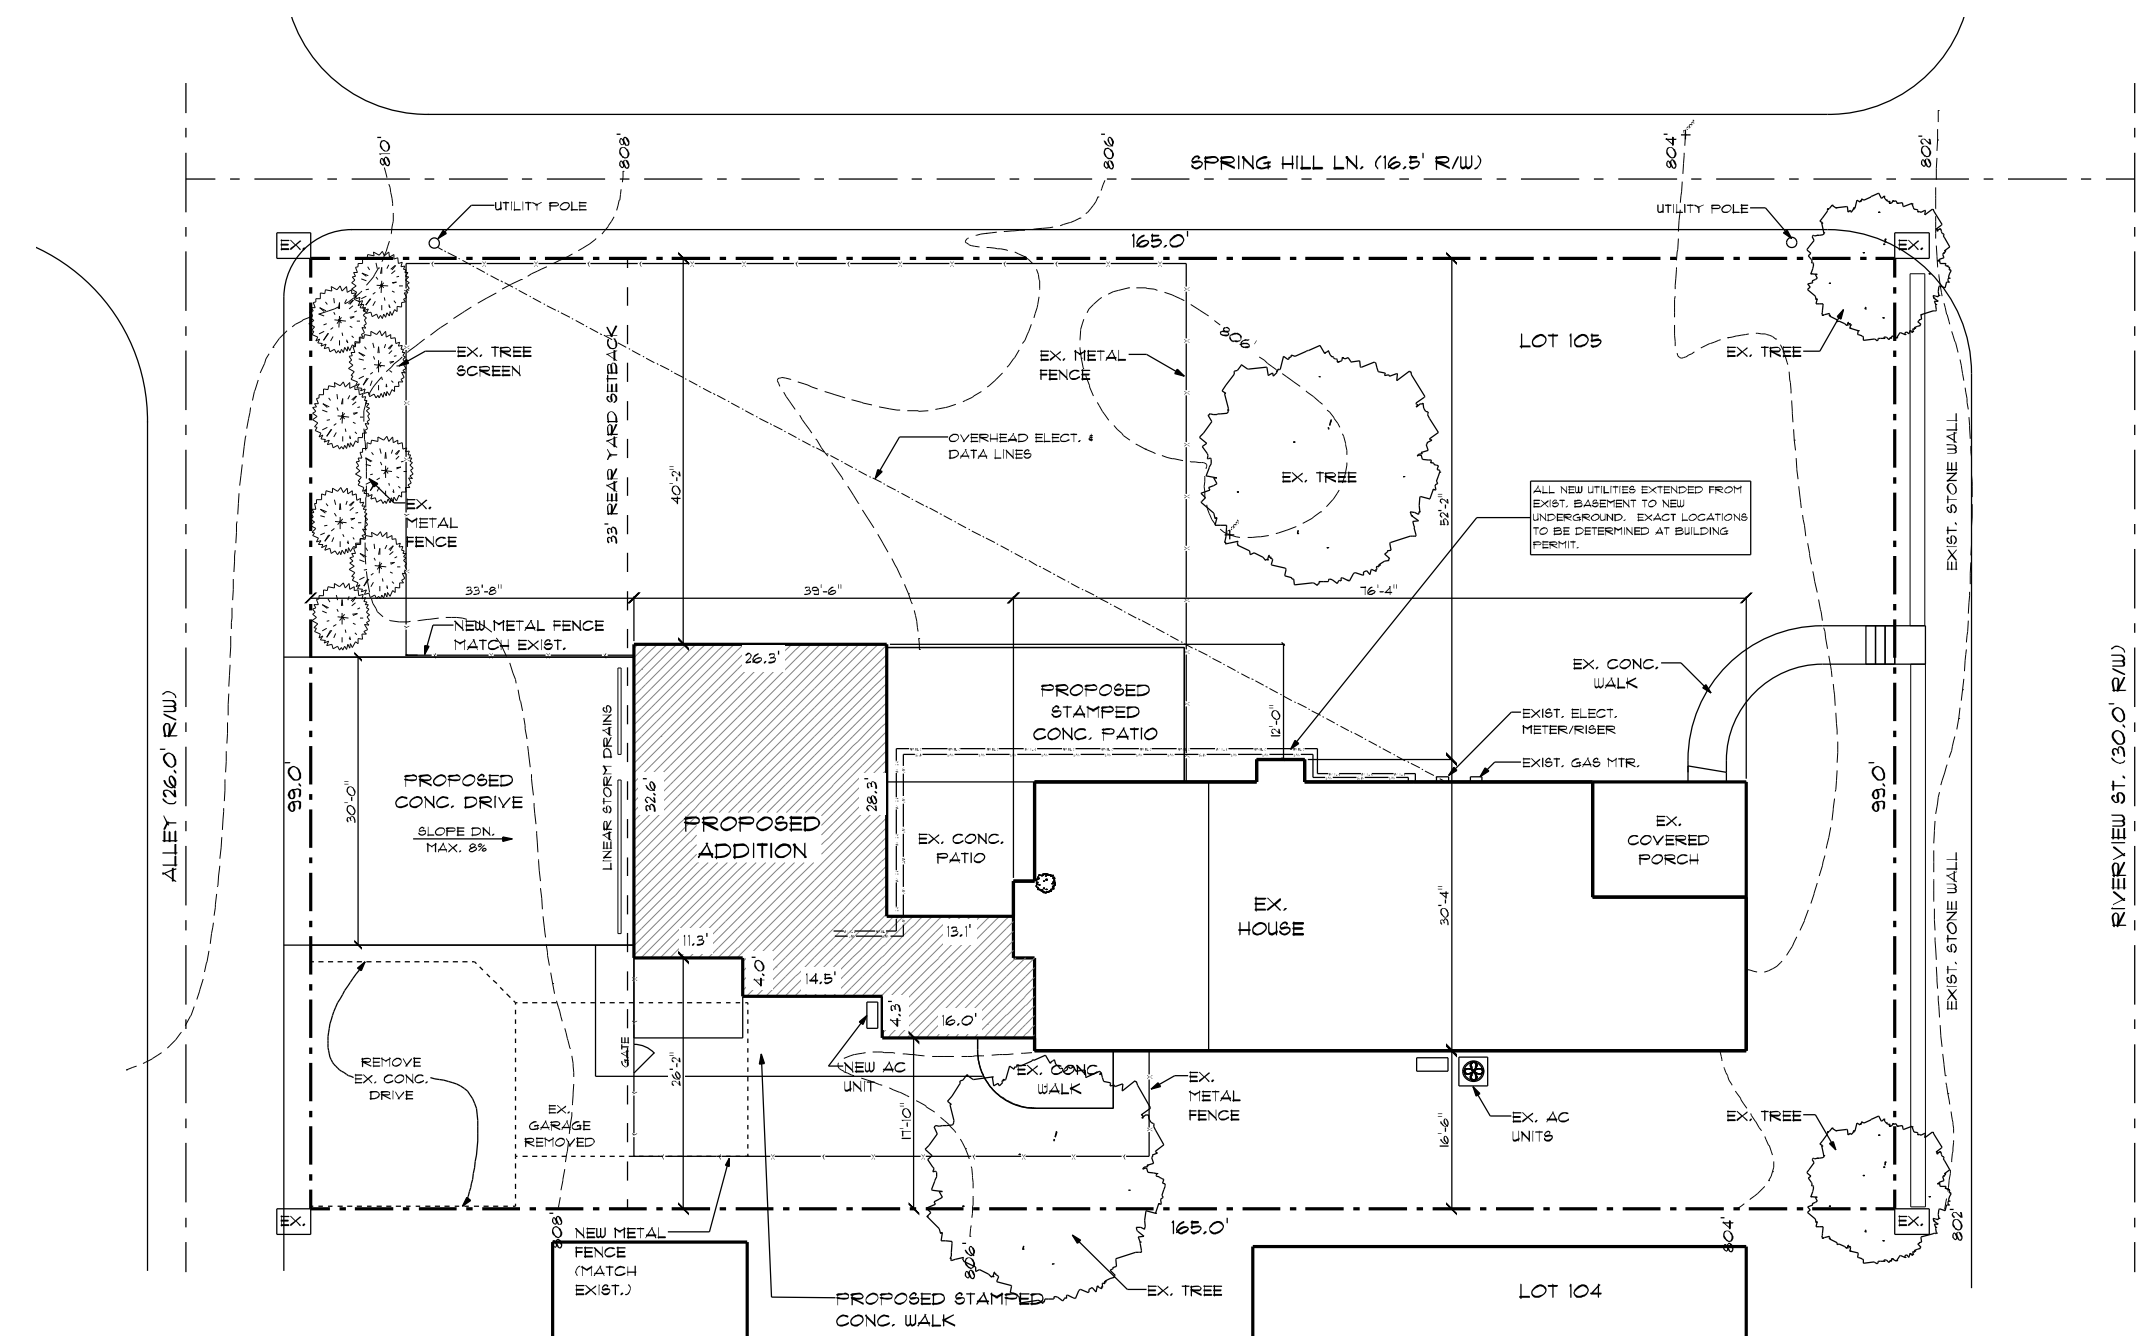 810'
808'
806'
804'
802'
SPRING HILL LN. (16.5' R/W)
UTILITY POLE
UTILITY POLE
EX.
165.0'
EX.
EX. TREE
SCREEN
33' REAR YARD SETBACK
EX. METAL
FENCE
806'
LOT 105
EX. TREE
OVERHEAD ELECT. &
DATA LINES
40'-2"
EX. TREE
52'-2"
ALL NEW UTILITIES EXTENDED FROM
EXIST. BASEMENT TO NEW
UNDERGROUND. EXACT LOCATIONS
TO BE DETERMINED AT BUILDING
PERMIT.
EXIST. STONE WALL
EX.
METAL
FENCE
33'-8"
39'-6"
76'-4"
NEW METAL FENCE
MATCH EXIST.
26.3'
PROPOSED
STAMPED
CONC. PATIO
12'-0"
EX. CONC.
WALK
EXIST. ELECT.
METER/RISER
EXIST. GAS MTR.
ALLEY (26.0' R/W)
99.0'
30'-0"
PROPOSED
CONC. DRIVE
SLOPE DN.
MAX. 8%
LINEAR STORM DRAINS
32.6'
PROPOSED
ADDITION
28.3'
EX. CONC.
PATIO
EX.
HOUSE
30'-4"
EX.
COVERED
PORCH
99.0'
EXIST. STONE WALL
RIVERVIEW ST. (30.0' R/W)
11.3'
4.0'
14.5'
13.1'
4.3'
16.0'
REMOVE
EX. CONC.
DRIVE
EX.
GARAGE
REMOVED
GATE
26'-2"
NEW AC
UNIT
17'-10"
EX. CONC.
WALK
EX.
METAL
FENCE
16'-6"
EX. AC
UNITS
EX. TREE
EX.
808'
NEW METAL
FENCE
(MATCH
EXIST.)
PROPOSED STAMPED
CONC. WALK
806'
165.0'
EX. TREE
LOT 104
804'
EX.
802'